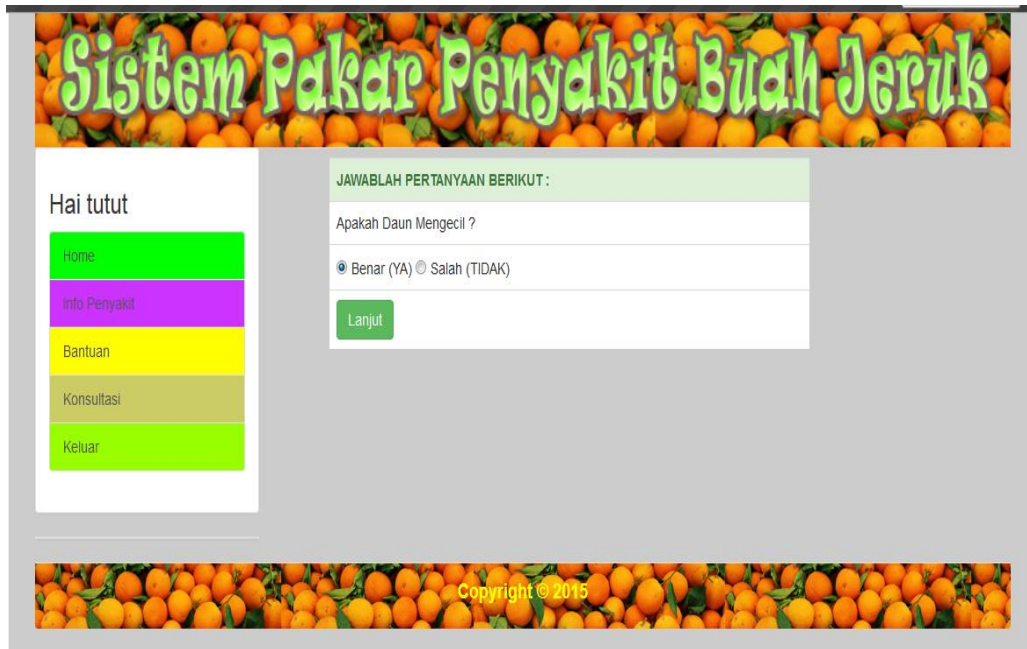 Sistem Pakar Penyakit Buah Jeruk
Hai tutut
Home
Info Penyakit
Bantuan
Konsultasi
Keluar
JAWABLAH PERTANYAAN BERIKUT :
Apakah Daun Mengecil ?
Benar (YA) Salah (TIDAK)
Lanjut
Copyright © 2015